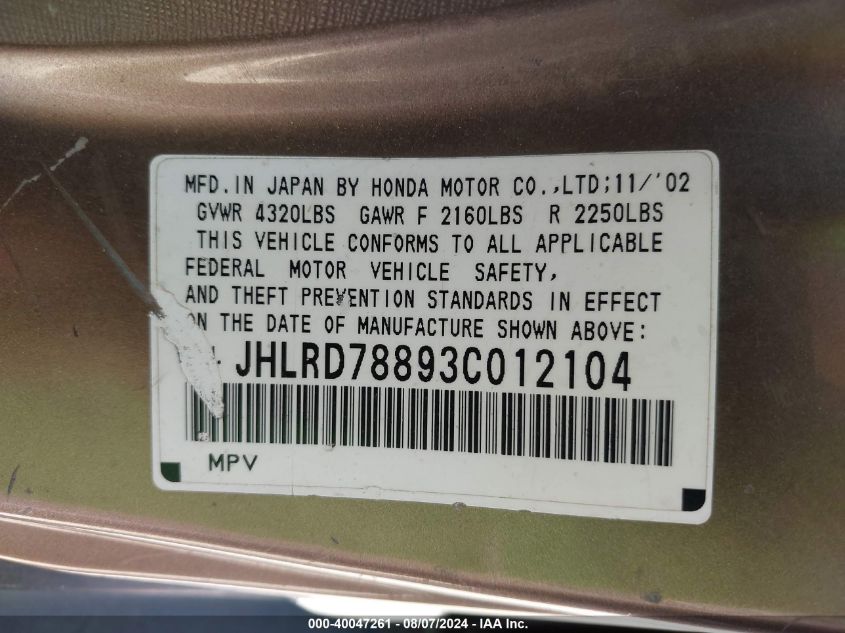 MFD.IN JAPAN BY HONDA MOTOR CO.,LTD;11/'02
GVWR 4320LBS GAWR F 2160LBS R 2250LBS
THIS VEHICLE CONFORMS TO ALL APPLICABLE
FEDERAL MOTOR VEHICLE SAFETY,
AND THEFT PREVENTION STANDARDS IN EFFECT
ON THE DATE OF MANUFACTURE SHOWN ABOVE:
JHLRD78893C012104
MPV
000-40047261 - 08/07/2024 - IAA Inc.